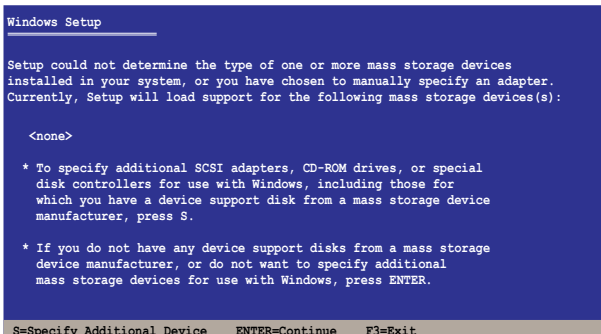 Windows Setup
Setup could not determine the type of one or more mass storage devices
installed in your system, or you have chosen to manually specify an adapter.
Currently, Setup will load support for the following mass storage devices(s):
<none>
* To specify additional SCSI adapters, CD-ROM drives, or special
disk controllers for use with Windows, including those for
which you have a device support disk from a mass storage device
manufacturer, press S.
* If you do not have any device support disks from a mass storage
device manufacturer, or do not want to specify additional
mass storage devices for use with Windows, press ENTER.
S=Specify Additional Device ENTER=Continue F3=Exit